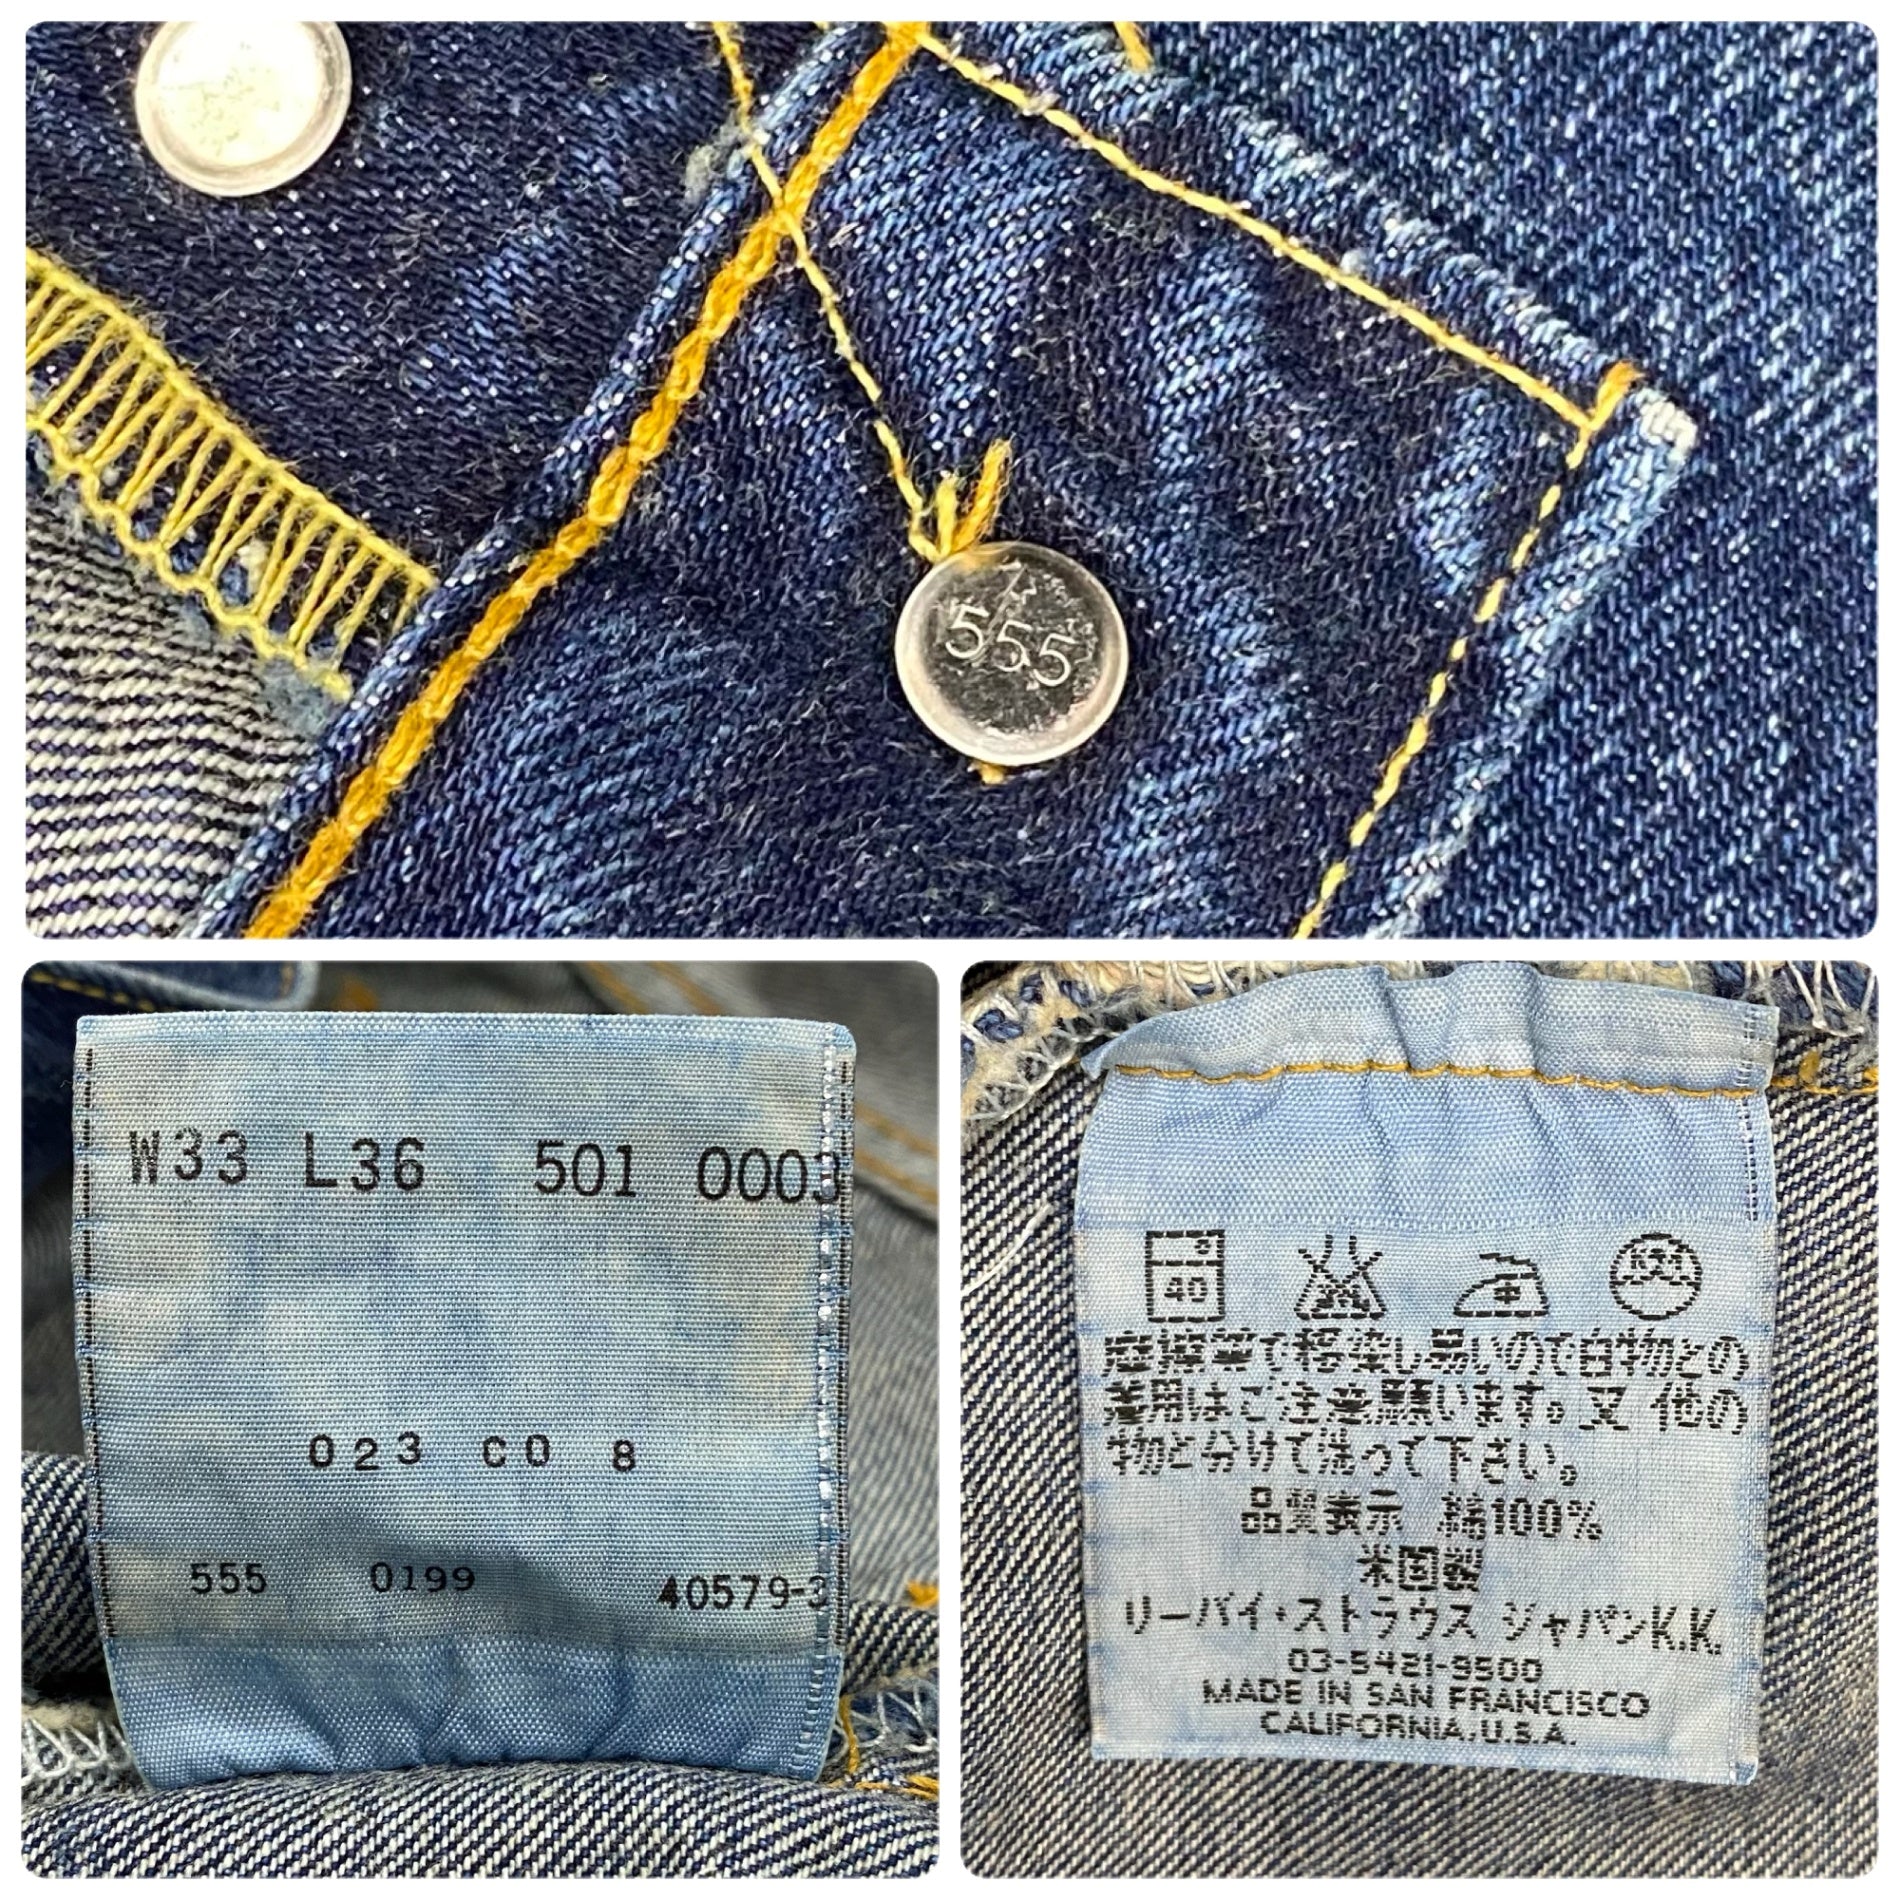 555
W33 L36 501 0003
023 CO 8
555 0199 40579-3
40
濃色なので移染し易いので白物との
着用はご注意願います。又 他の
物と分けて洗って下さい。
品質表示 綿100%
米国製
リーバイ・ストラウス ジャパンK.K.
03-5421-9500
MADE IN SAN FRANCISCO
CALIFORNIA,U.S.A.